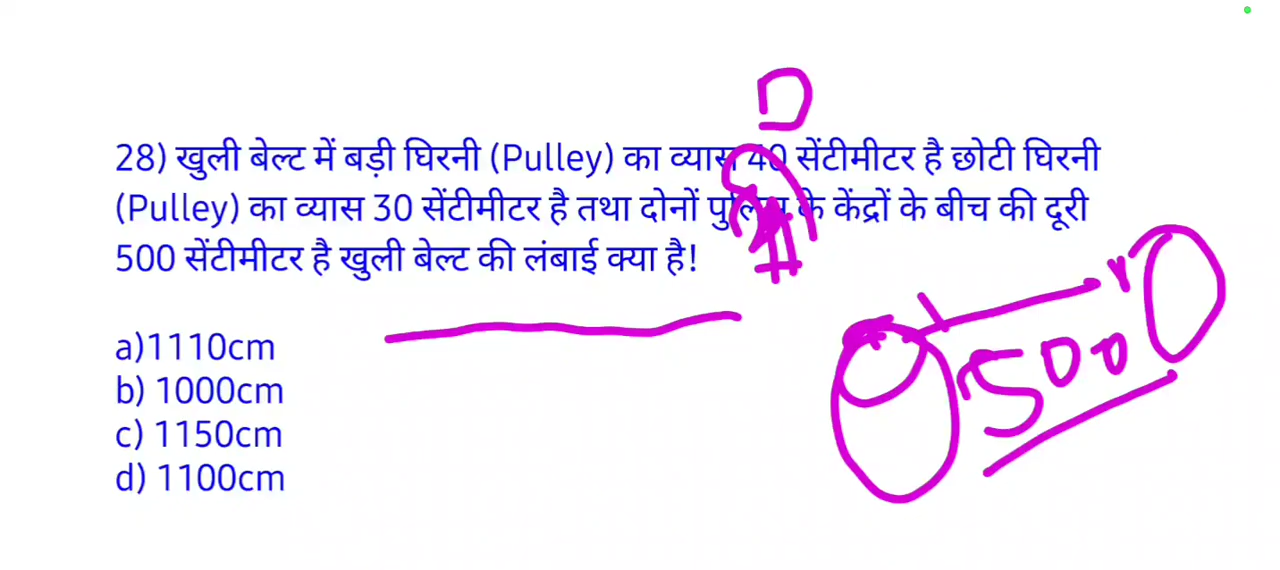 D
28) खुली बेल्ट में बड़ी घिरनी (Pulley) का व्यास 40 सेंटीमीटर है छोटी घिरनी
(Pulley) का व्यास 30 सेंटीमीटर है तथा दोनों के केंद्रों के बीच की दूरी
500 सेंटीमीटर है खुली बेल्ट की लंबाई क्या है!
500
a)1110cm
b) 1000cm
c) 1150cm
d) 1100cm